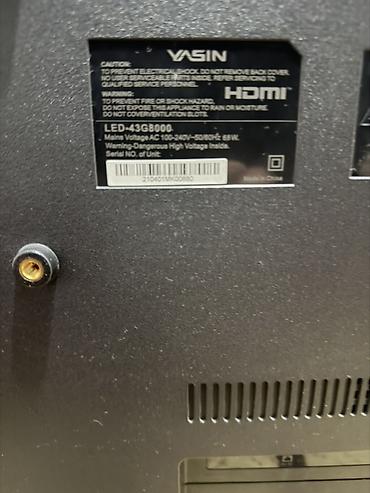 YASIN
CAUTION:
TO PREVENT ELECTRICAL SHOCK, DO NOT REMOVE BACK COVER.
NO USER SERVICEABLE PARTS INSIDE. REFER SERVICING TO
QUALIFIED SERVICE PERSONNEL.
WARNING:
TO PREVENT FIRE OR SHOCK HAZARD,
DO NOT EXPOSE THIS APPLIANCE TO RAIN OR MOISTURE.
DO NOT COVERVENTILATION SLOTS.
HDMI
LED-43G8000
Mains Voltage AC 100-240V~50/60Hz 68W.
Warning-Dangerous High Voltage Inside.
Serial NO. of Unit:
210401MK00680
Made in China